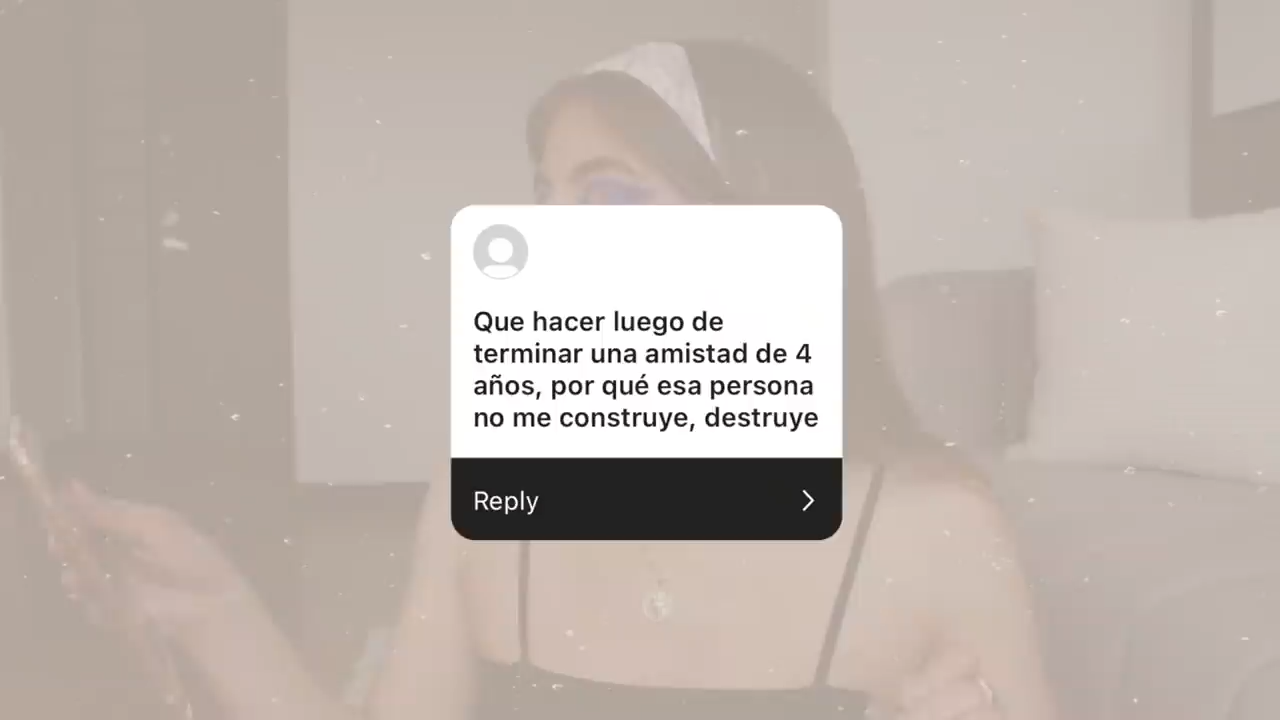 Que hacer luego de
terminar una amistad de 4
años, por qué esa persona
no me construye, destruye
Reply